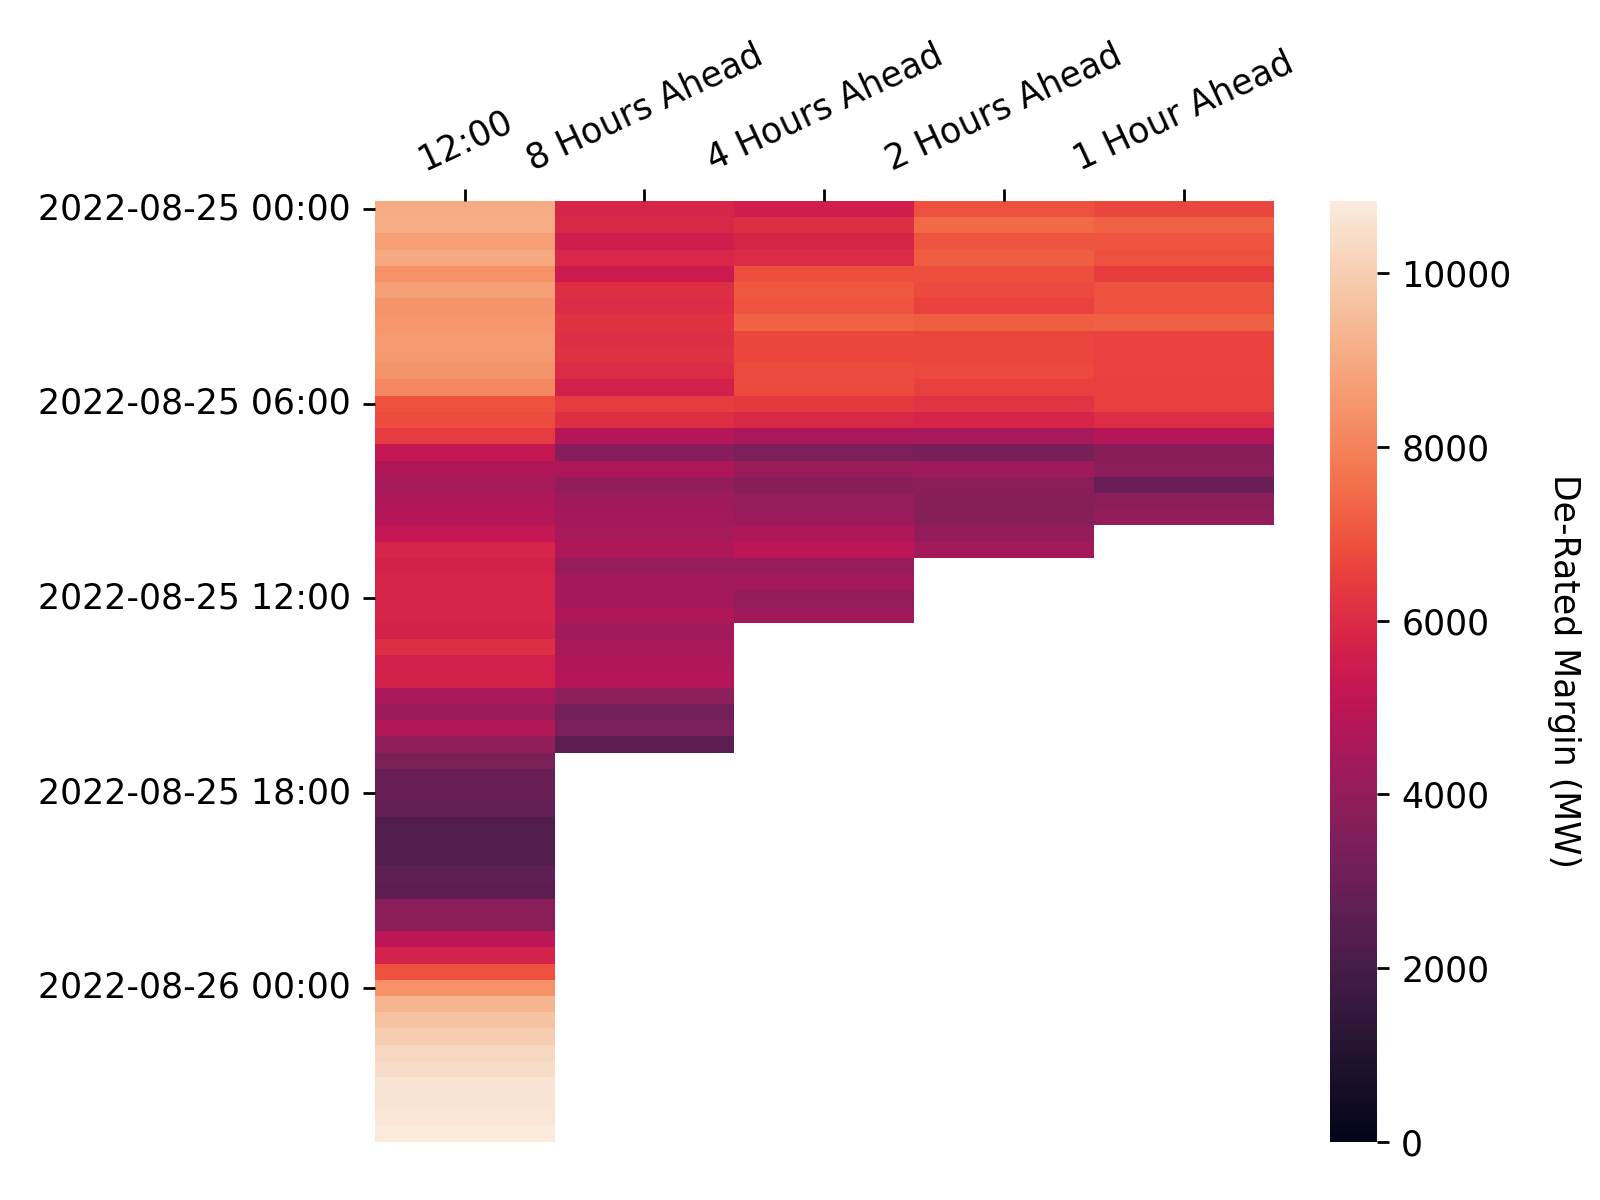 12:00
8 Hours Ahead
4 Hours Ahead
2 Hours Ahead
1 Hour Ahead
2022-08-25 00:00
2022-08-25 06:00
2022-08-25 12:00
2022-08-25 18:00
2022-08-26 00:00
10000
8000
6000
4000
2000
0
De-Rated Margin (MW)